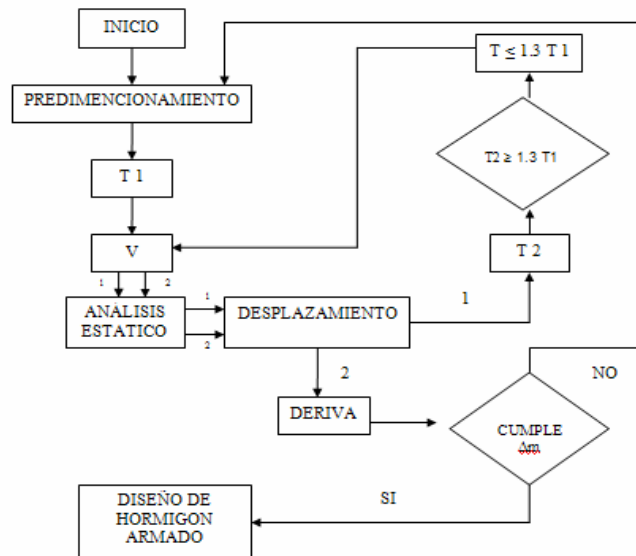 INICIO
T ≤ 1.3 T 1
PREDIMENCIONAMIENTO
T2 ≥ 1.3 T1
T 1
V
T 2
1
2
1
ANÁLISIS
ESTATICO
1
2
DESPLAZAMIENTO
2
NO
DERIVA
CUMPLE
Δm
SI
DISEÑO DE
HORMIGON
ARMADO